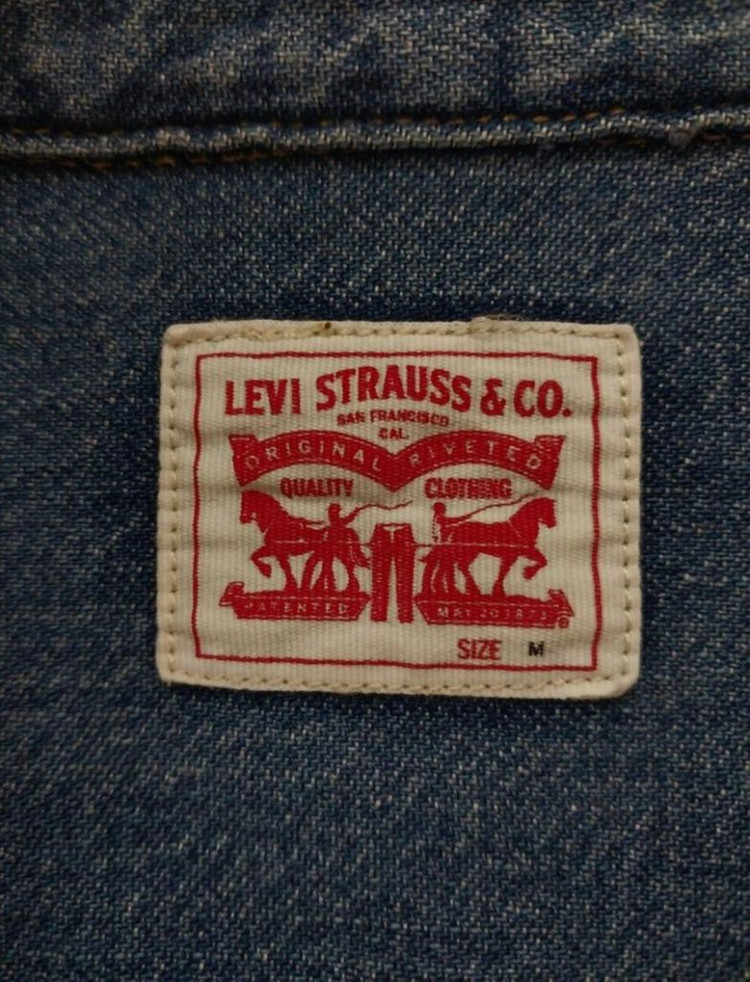 LEVI STRAUSS & CO.
SAN FRANCISCO
CAL.
ORIGINAL RIVETED
QUALITY CLOTHING
PATENTED MAY 20 1873 ®
SIZE M